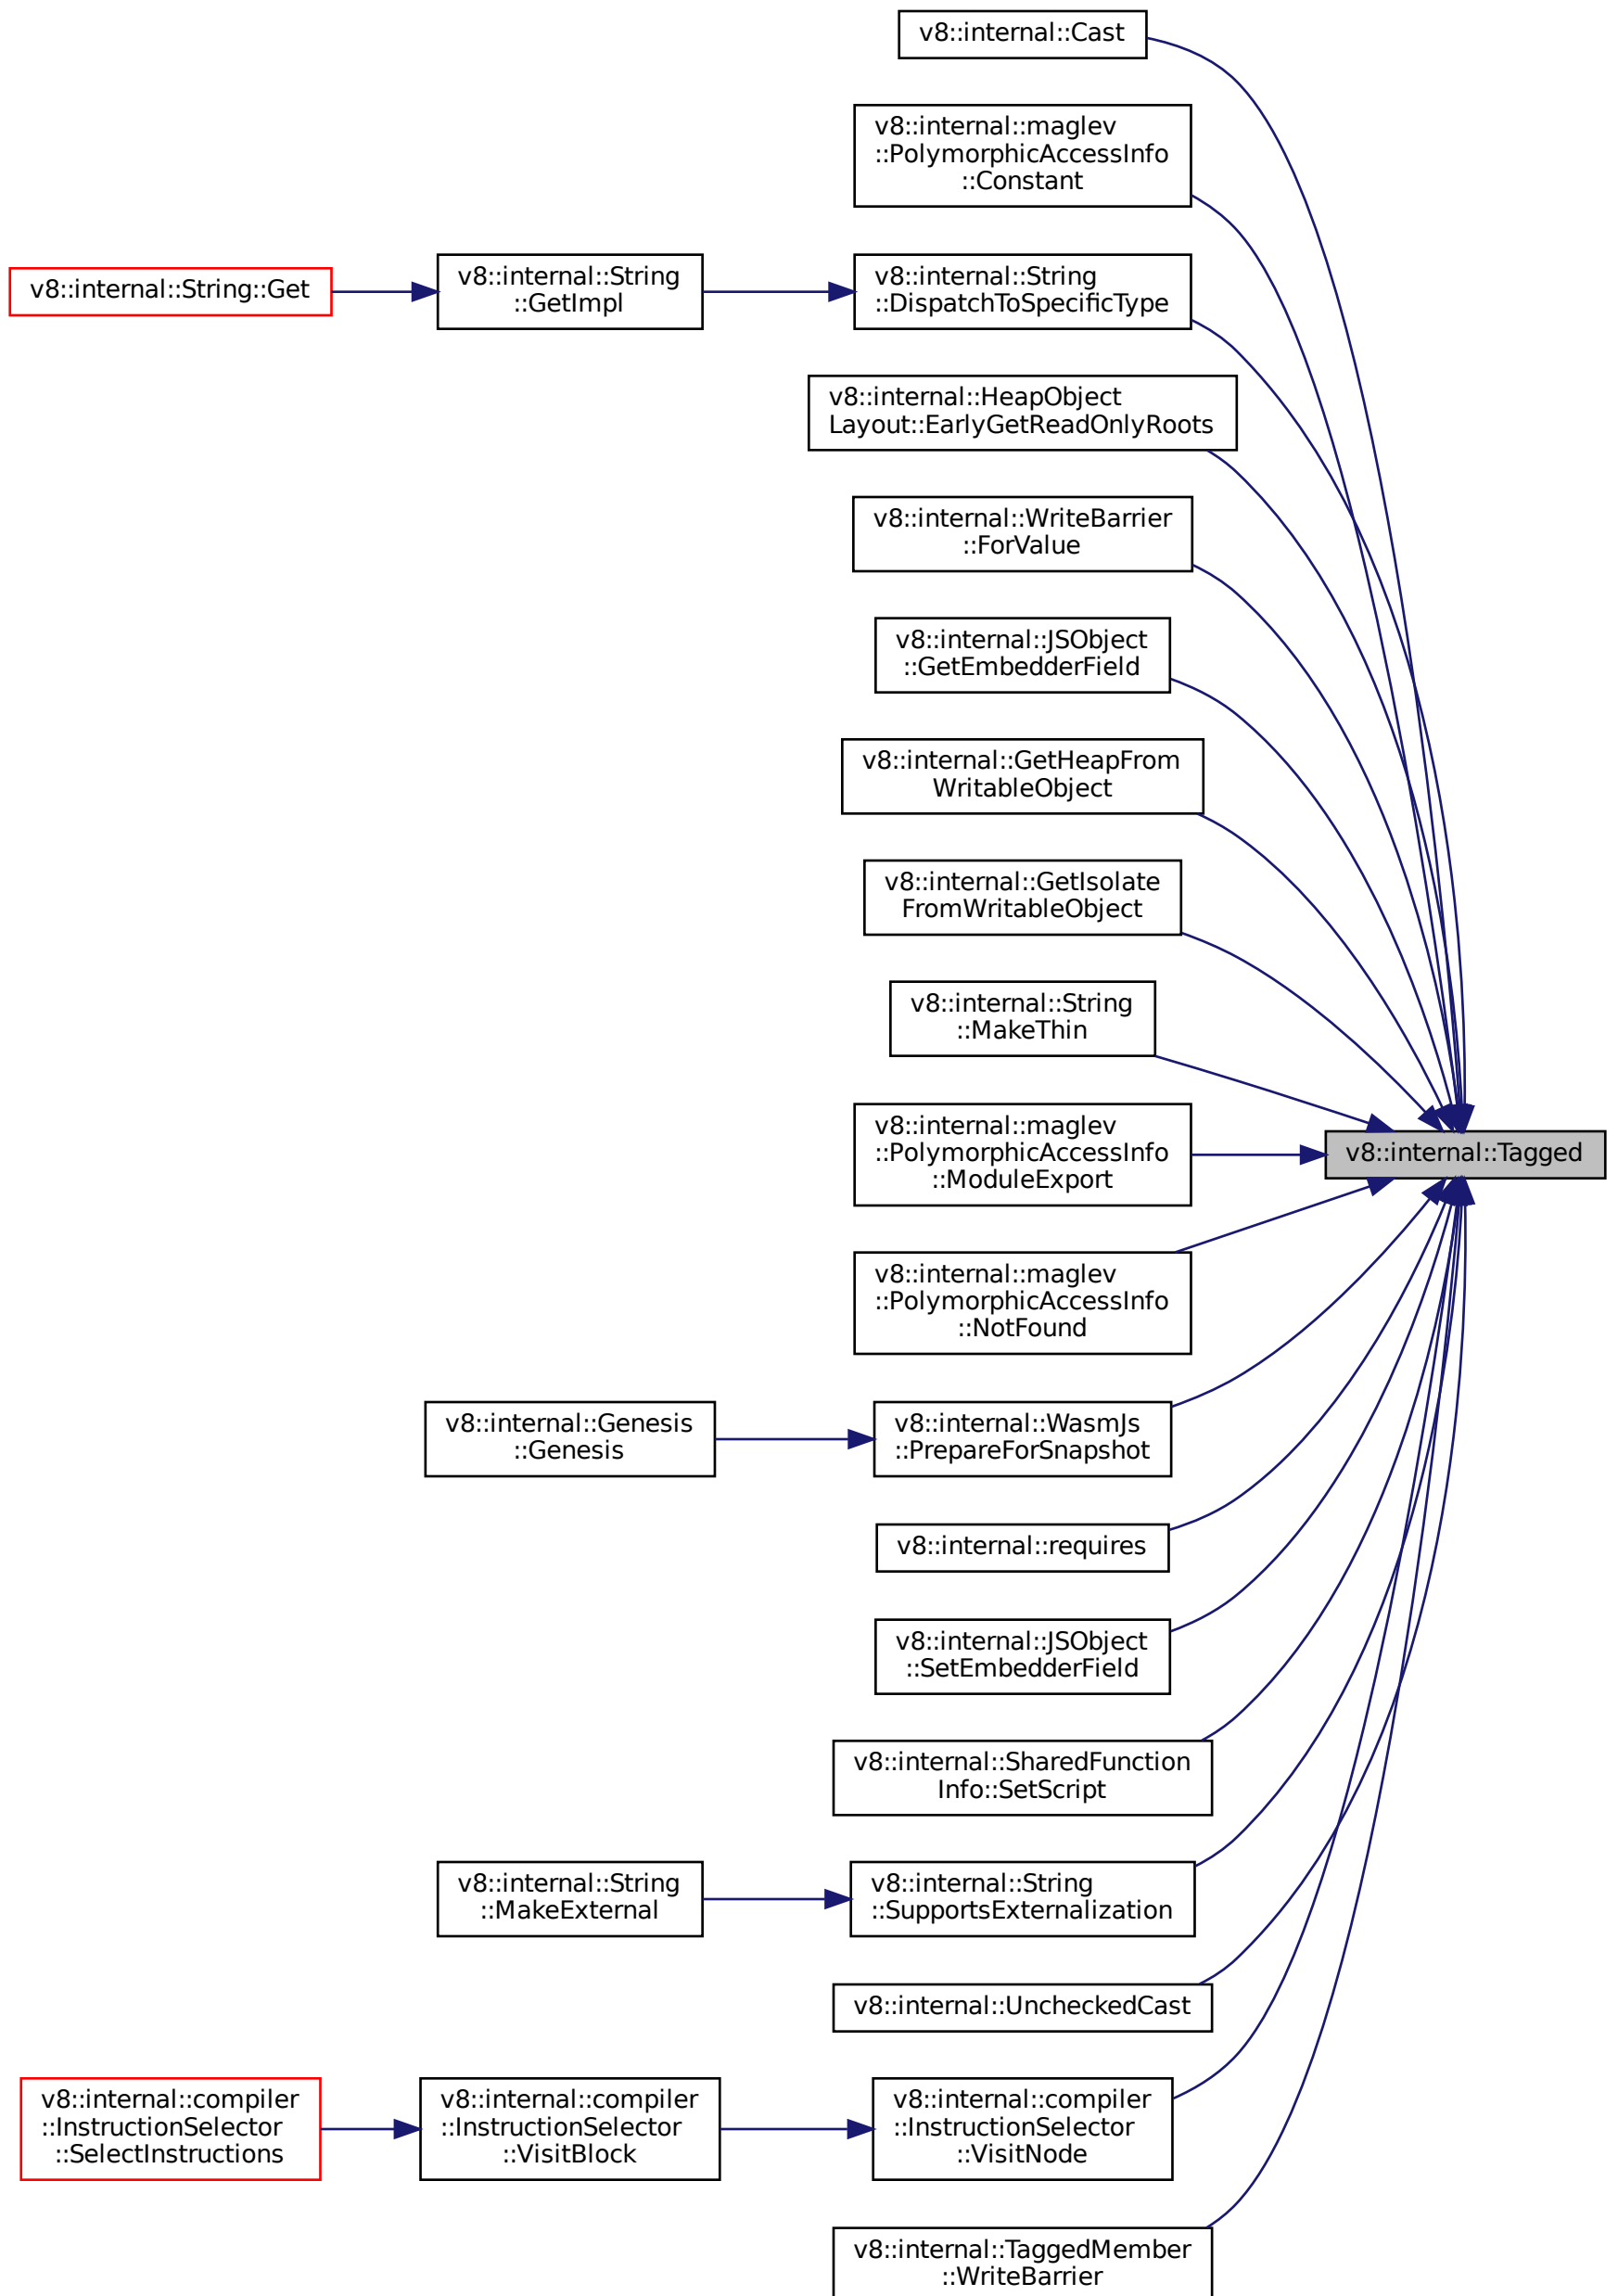 v8::internal::Cast
v8::internal::maglev
::PolymorphicAccessInfo
::Constant
v8::internal::String::Get
v8::internal::String
::GetImpl
v8::internal::String
::DispatchToSpecificType
v8::internal::HeapObject
Layout::EarlyGetReadOnlyRoots
v8::internal::WriteBarrier
::ForValue
v8::internal::JSObject
::GetEmbedderField
v8::internal::GetHeapFrom
WritableObject
v8::internal::GetIsolate
FromWritableObject
v8::internal::String
::MakeThin
v8::internal::maglev
::PolymorphicAccessInfo
::ModuleExport
v8::internal::Tagged
v8::internal::maglev
::PolymorphicAccessInfo
::NotFound
v8::internal::Genesis
::Genesis
v8::internal::WasmJs
::PrepareForSnapshot
v8::internal::requires
v8::internal::JSObject
::SetEmbedderField
v8::internal::SharedFunction
Info::SetScript
v8::internal::String
::MakeExternal
v8::internal::String
::SupportsExternalization
v8::internal::UncheckedCast
v8::internal::compiler
::InstructionSelector
::SelectInstructions
v8::internal::compiler
::InstructionSelector
::VisitBlock
v8::internal::compiler
::InstructionSelector
::VisitNode
v8::internal::TaggedMember
::WriteBarrier